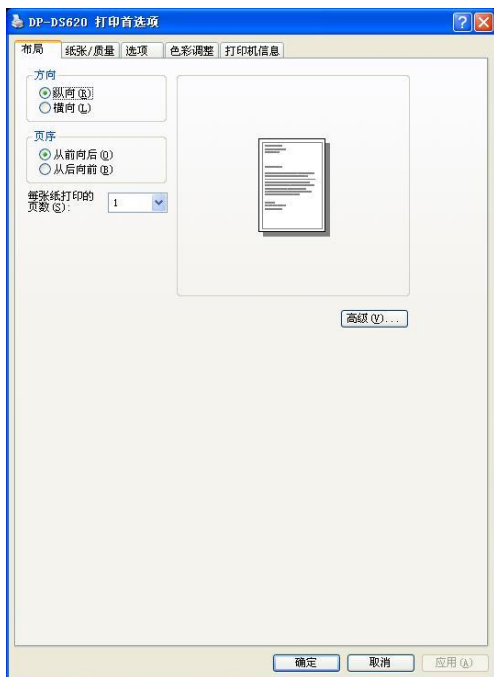 DP-DS620 打印首选项
布局 纸张/质量 选项 色彩调整 打印机信息
方向
纵向(R)
横向(L)
页序
从前向后(O)
从后向前(B)
每张纸打印的
页数(S):
1
高级(V)...
确定 取消 应用(A)